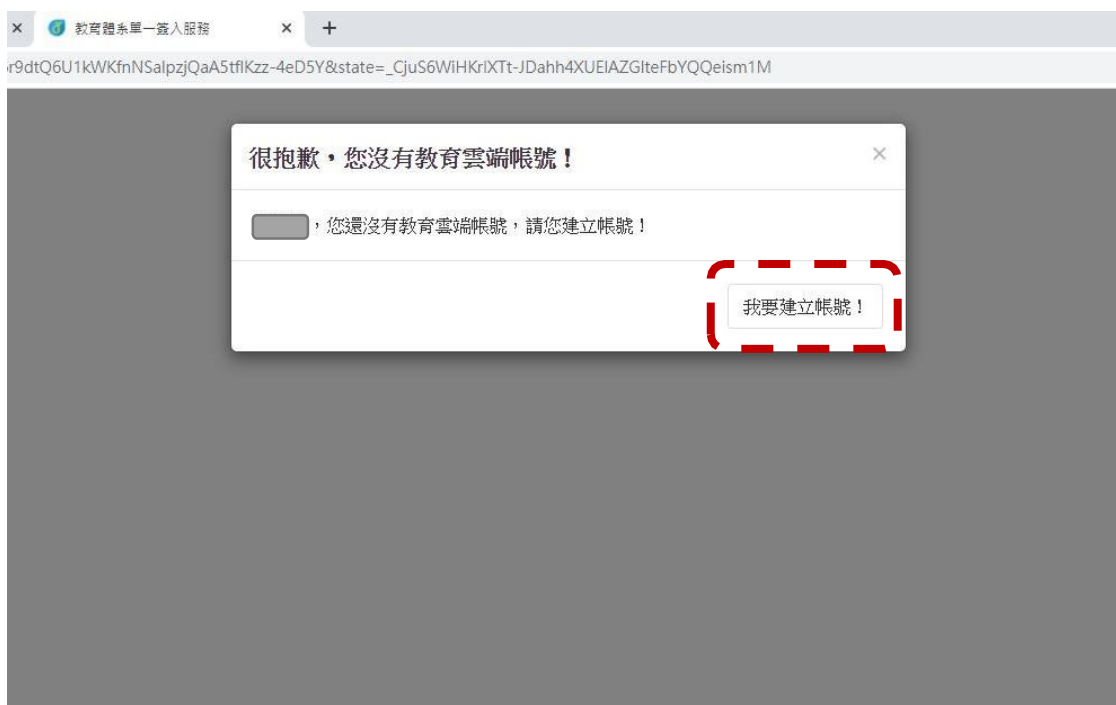 教育體系單一簽入服務
r9dtQ6U1kWKfnNSalpzjQaA5tflKzz-4eD5Y&state=_CjuS6WiHKrlXTt-JDahh4XUElAZGlteFbYQQeism1M
很抱歉，您沒有教育雲端帳號！
，您還沒有教育雲端帳號，請您建立帳號！
我要建立帳號！